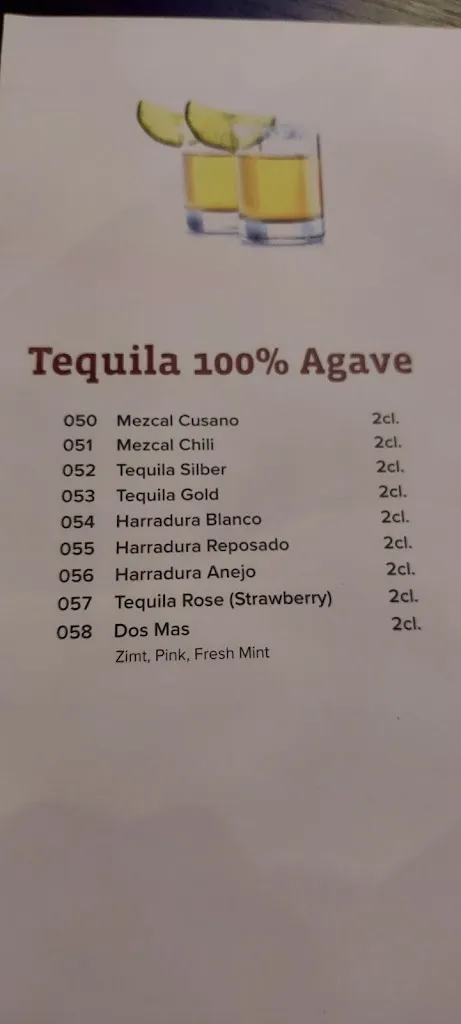 Tequila 100% Agave
050 Mezcal Cusano 2cl.
051 Mezcal Chili 2cl.
052 Tequila Silber 2cl.
053 Tequila Gold 2cl.
054 Harradura Blanco 2cl.
055 Harradura Reposado 2cl.
056 Harradura Anejo 2cl.
057 Tequila Rose (Strawberry) 2cl.
058 Dos Mas 2cl.
Zimt, Pink, Fresh Mint